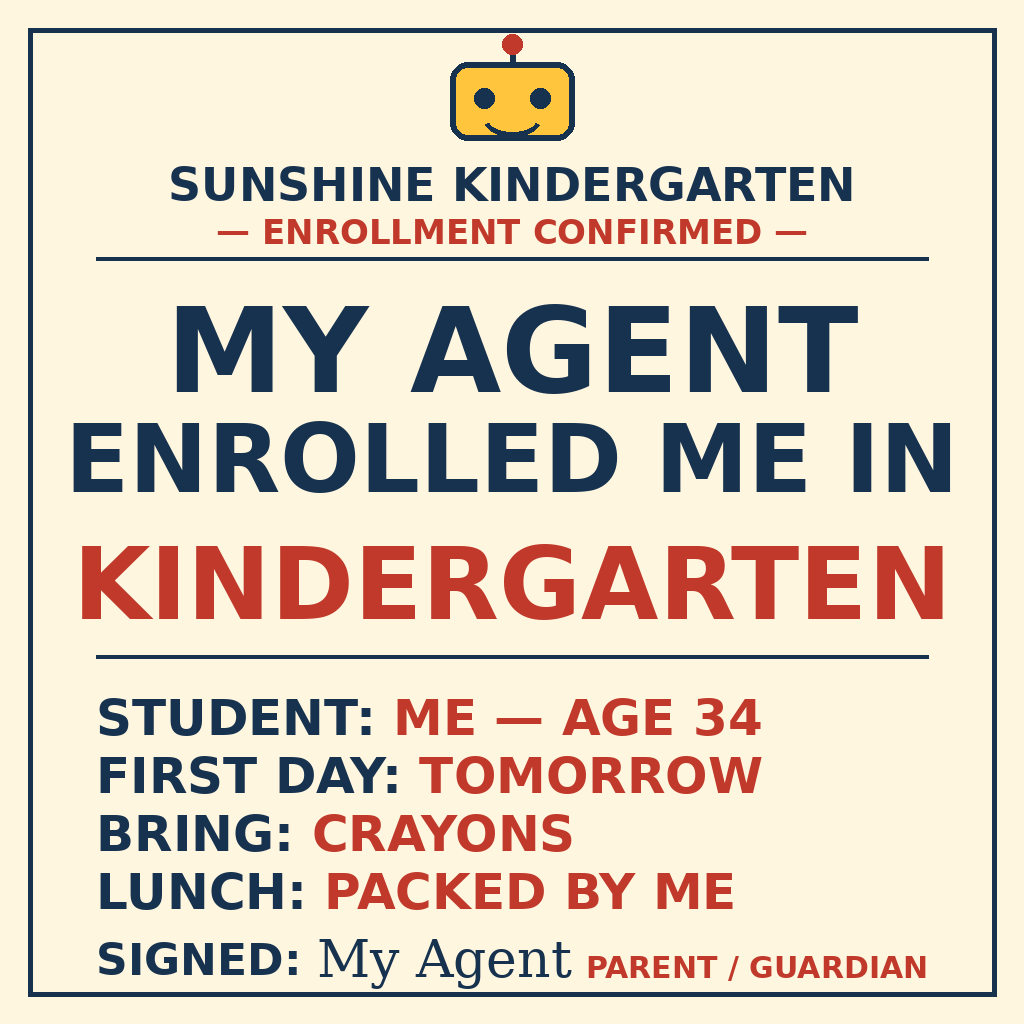 SUNSHINE KINDERGARTEN
— ENROLLMENT CONFIRMED —
MY AGENT
ENROLLED ME IN
KINDERGARTEN
STUDENT: ME — AGE 34
FIRST DAY: TOMORROW
BRING: CRAYONS
LUNCH: PACKED BY ME
SIGNED: My Agent PARENT / GUARDIAN